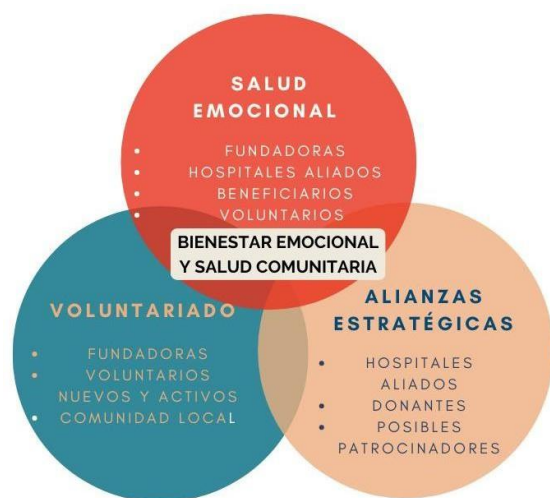 SALUD
EMOCIONAL
• FUNDADORAS
• HOSPITALES ALIADOS
• BENEFICIARIOS
• VOLUNTARIOS
BIENESTAR EMOCIONAL
Y SALUD COMUNITARIA
VOLUNTARIADO
• FUNDADORAS
• VOLUNTARIOS
NUEVOS Y ACTIVOS
• COMUNIDAD LOCAL
ALIANZAS
ESTRATÉGICAS
• HOSPITALES
ALIADOS
• DONANTES
• POSIBLES
PATROCINADORES